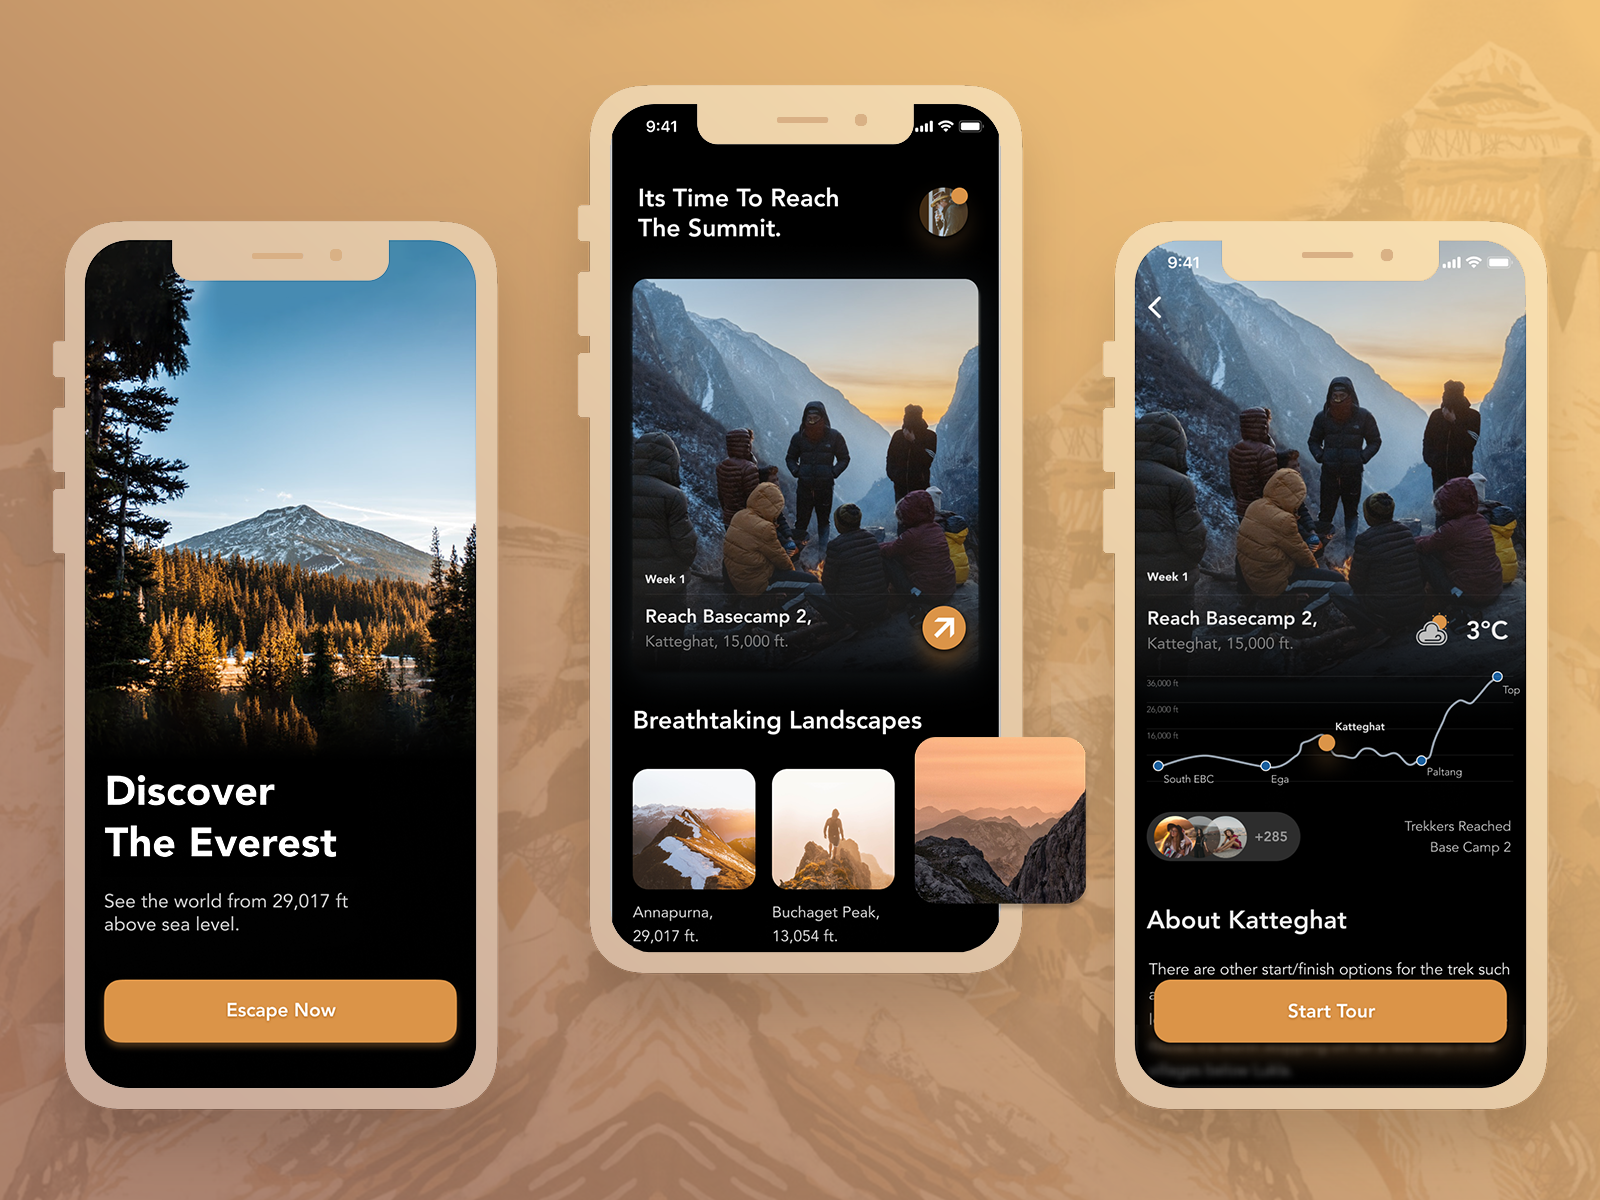 Discover
The Everest
See the world from 29,017 ft
above sea level.
Escape Now
9:41
Its Time To Reach
The Summit.
Week 1
Reach Basecamp 2,
Katteghat, 15,000 ft.
Breathtaking Landscapes
Annapurna,
29,017 ft.
Buchaget Peak,
13,054 ft.
9:41
Week 1
Reach Basecamp 2,
Katteghat, 15,000 ft.
3°C
36,000 ft
26,000 ft
16,000 ft
Top
Katteghat
South EBC
Ega
Paltang
+285
Trekkers Reached
Base Camp 2
About Katteghat
There are other start/finish options for the trek such
Start Tour
villages below Lukla.